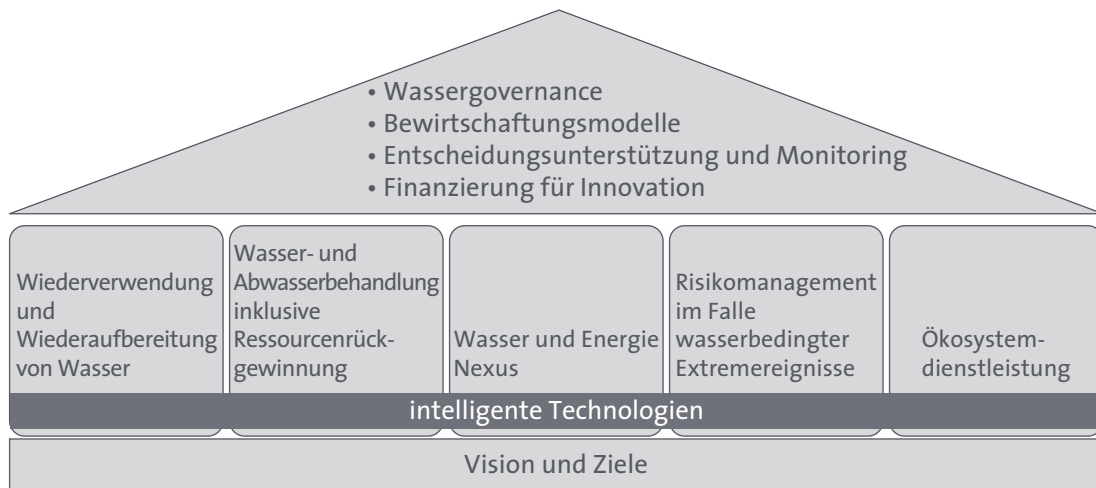 • Wassergovernance
• Bewirtschaftungsmodelle
• Entscheidungsunterstützung und Monitoring
• Finanzierung für Innovation
Wiederverwendung
und
Wiederaufbereitung
von Wasser
Wasser- und
Abwasserbehandlung
inklusive
Ressourcenrück-
gewinnung
Wasser und Energie
Nexus
Risikomanagement
im Falle
wasserbedingter
Extremereignisse
Ökosystem-
dienstleistung
intelligente Technologien
Vision und Ziele